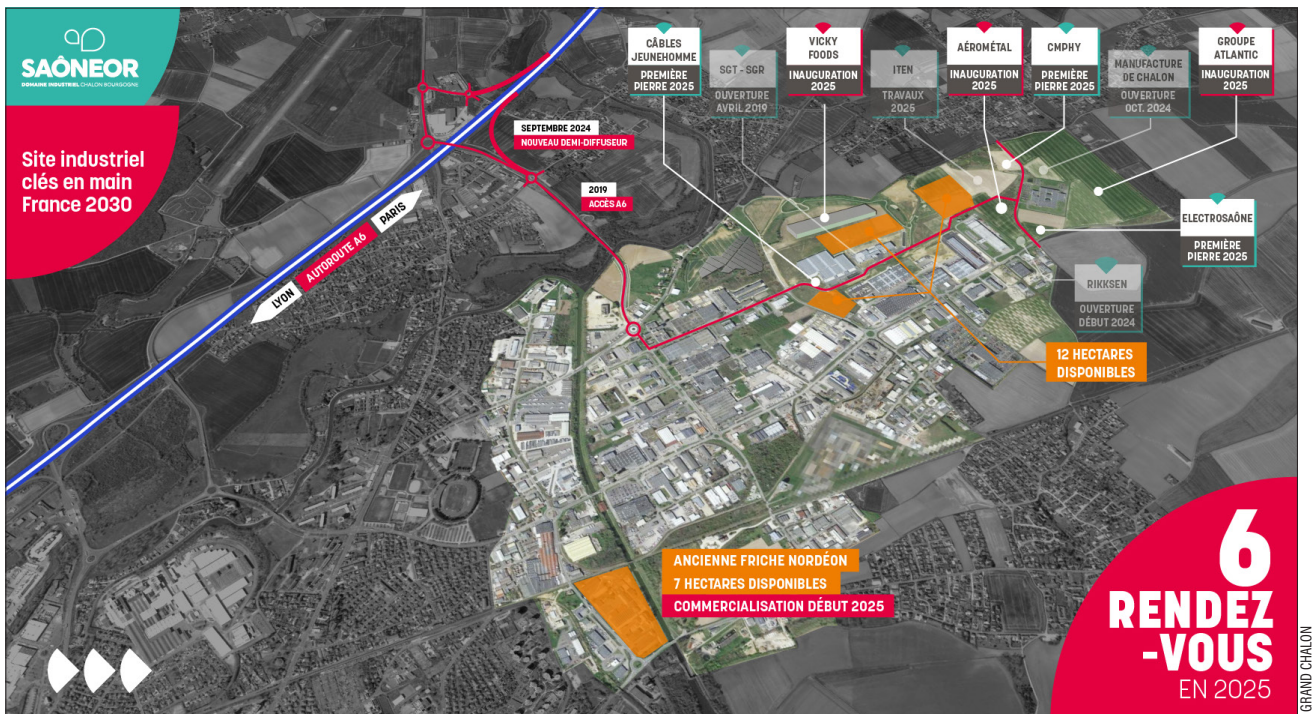 SAÔNEOR
DOMAINE INDUSTRIEL CHALON BOURGOGNE
Site industriel
clés en main
France 2030
SEPTEMBRE 2024
NOUVEAU DEMI-DIFFUSEUR
2019
ACCÈS A6
LYON
AUTOROUTE A6
PARIS
CÂBLES
JEUNEHOMME
PREMIÈRE
PIERRE 2025
SGT - SGR
OUVERTURE
AVRIL 2019
VICKY
FOODS
INAUGURATION
2025
ITEN
TRAVAUX
2025
AÉROMÉTAL
INAUGURATION
2025
CMPHY
PREMIÈRE
PIERRE 2025
MANUFACTURE
DE CHALON
OUVERTURE
OCT. 2024
GROUPE
ATLANTIC
INAUGURATION
2025
ELECTROSAÔNE
PREMIÈRE
PIERRE 2025
RIKKSEN
OUVERTURE
DÉBUT 2024
12 HECTARES
DISPONIBLES
ANCIENNE FRICHE NORDÉON
7 HECTARES DISPONIBLES
COMMERCIALISATION DÉBUT 2025
6
RENDEZ
-VOUS
EN 2025
GRAND CHALON